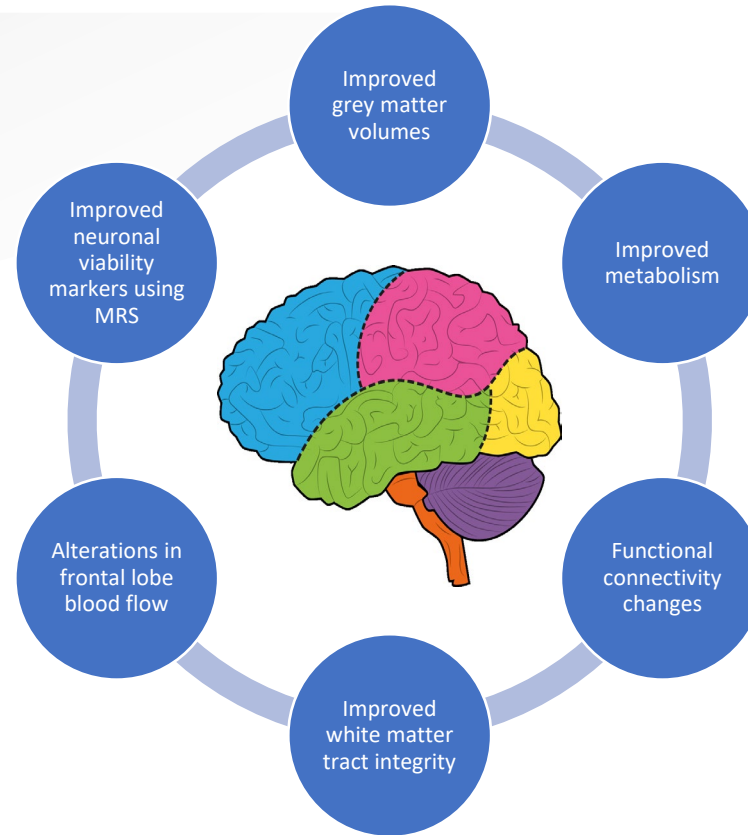 Improved
grey matter
volumes
Improved
metabolism
Functional
connectivity
changes
Improved
white matter
tract integrity
Alterations in
frontal lobe
blood flow
Improved
neuronal
viability
markers using
MRS